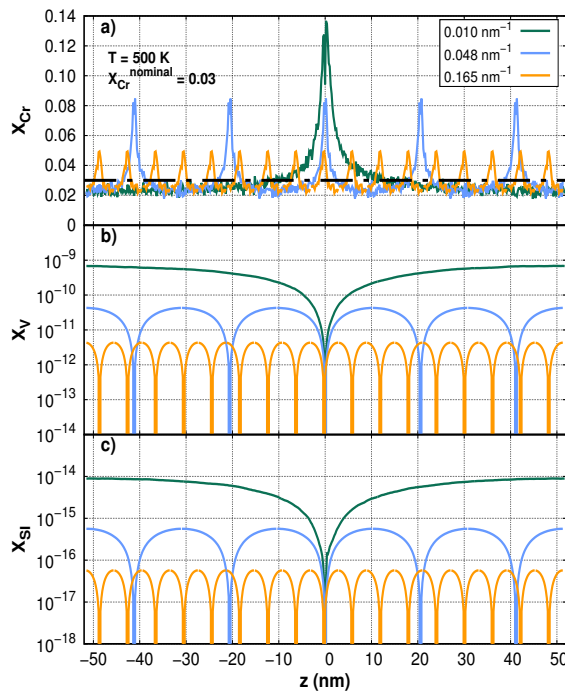 a)
T = 500 K
X_Cr^nominal = 0.03
0.010 nm⁻¹
0.048 nm⁻¹
0.165 nm⁻¹
X_Cr
0.14
0.12
0.10
0.08
0.06
0.04
0.02
0
b)
X_V
10⁻⁹
10⁻¹⁰
10⁻¹¹
10⁻¹²
10⁻¹³
10⁻¹⁴
c)
X_SI
10⁻¹⁴
10⁻¹⁵
10⁻¹⁶
10⁻¹⁷
10⁻¹⁸
−50 −40 −30 −20 −10 0 10 20 30 40 50
z (nm)